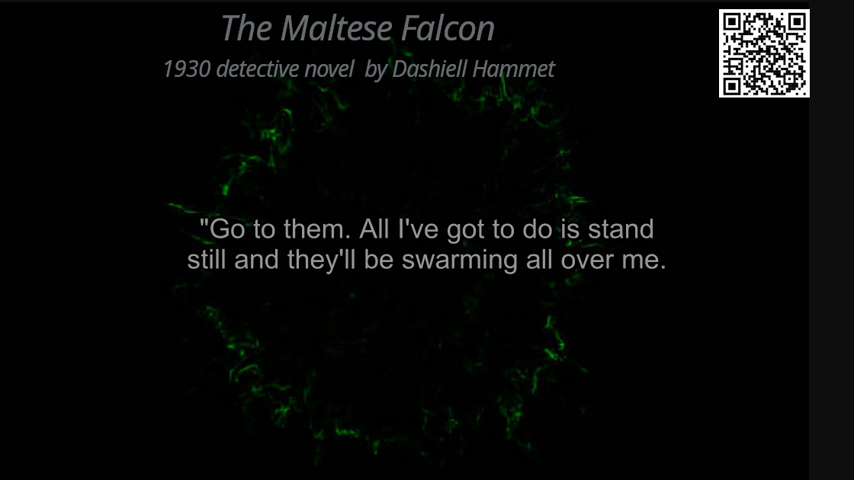 The Maltese Falcon
1930 detective novel by Dashiell Hammet
"Go to them. All I've got to do is stand
still and they'll be swarming all over me.